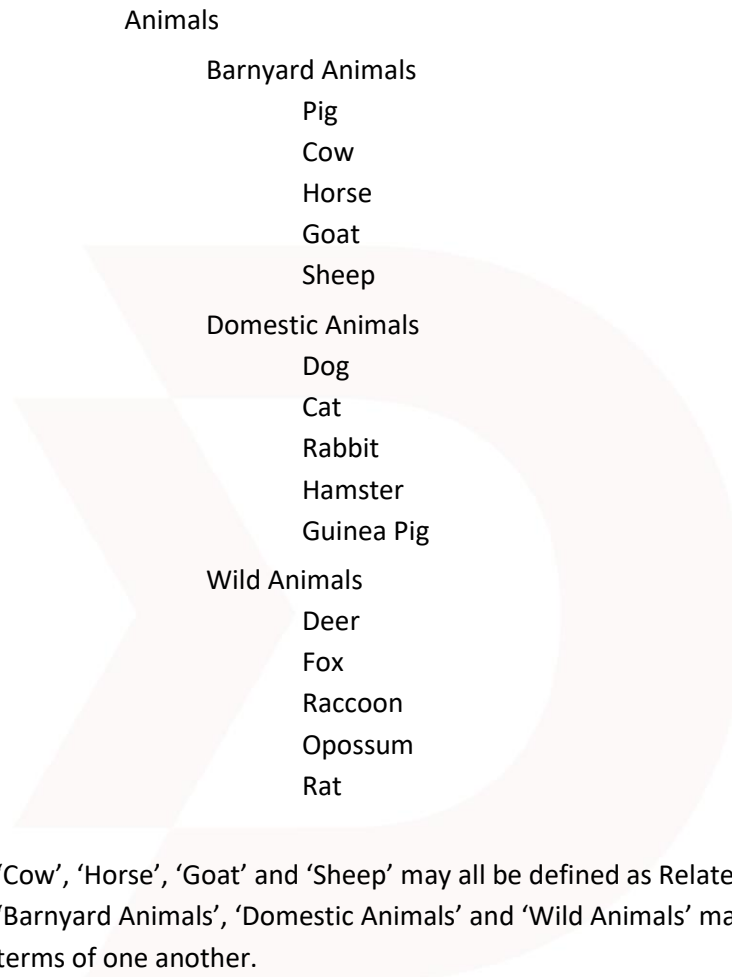 Animals
Barnyard Animals
Pig
Cow
Horse
Goat
Sheep
Domestic Animals
Dog
Cat
Rabbit
Hamster
Guinea Pig
Wild Animals
Deer
Fox
Raccoon
Opossum
Rat
‘Cow’, ‘Horse’, ‘Goat’ and ‘Sheep’ may all be defined as
‘Barnyard Animals’, ‘Domestic Animals’ and ‘Wild Animals’
terms of one another.